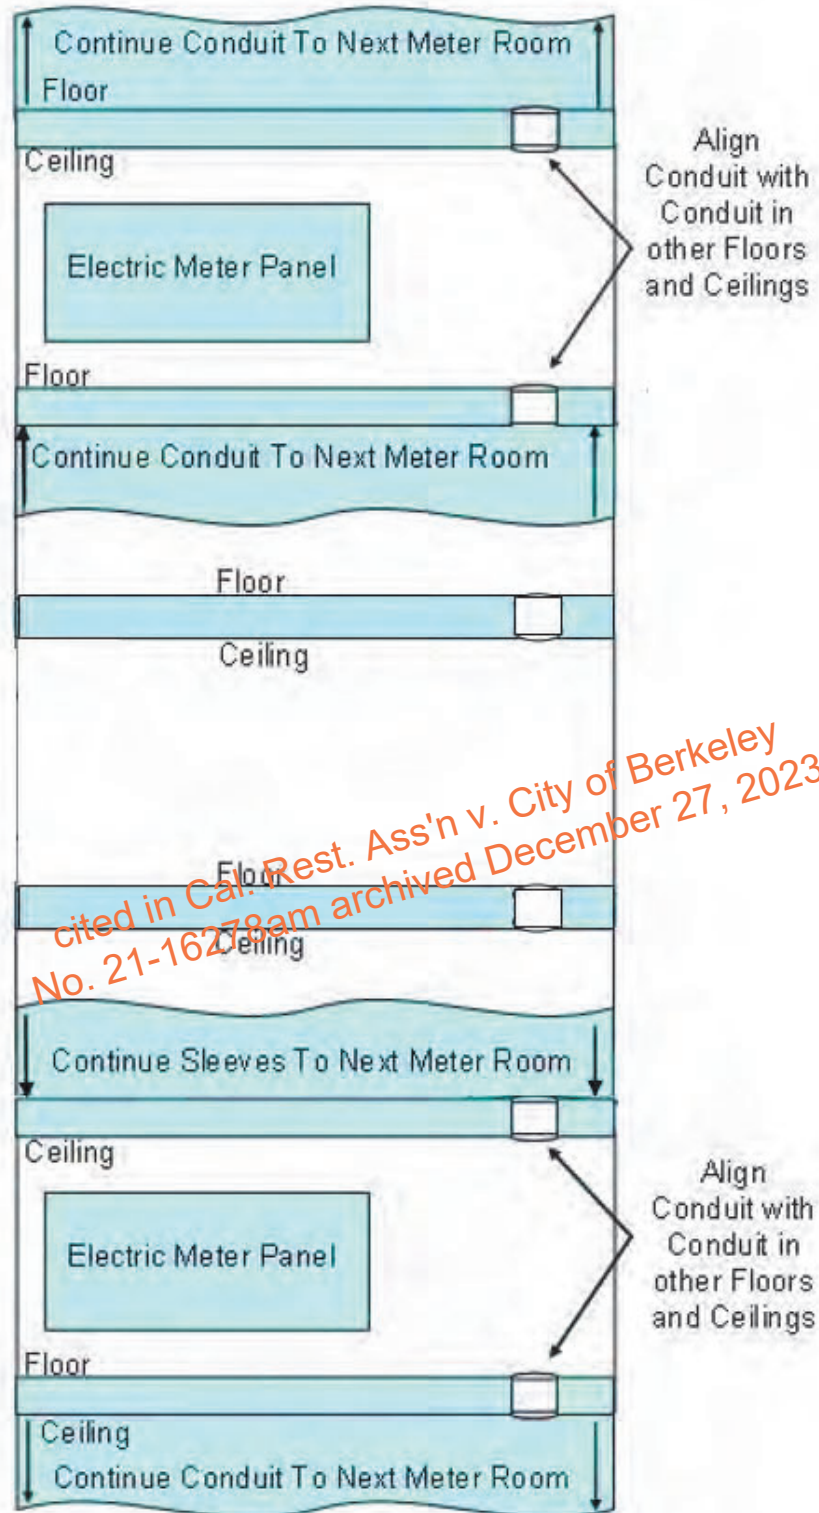 Continue Conduit To Next Meter Room
Floor
Ceiling
Align
Conduit with
Conduit in
other Floors
and Ceilings
Electric Meter Panel
Floor
Continue Conduit To Next Meter Room
Floor
Ceiling
cited in Cal. Rest. Ass'n v. City of Berkeley
No. 21-16278am archived December 27, 2023
Floor
Ceiling
Continue Sleeves To Next Meter Room
Ceiling
Align
Conduit with
Conduit in
other Floors
and Ceilings
Electric Meter Panel
Floor
Ceiling
Continue Conduit To Next Meter Room